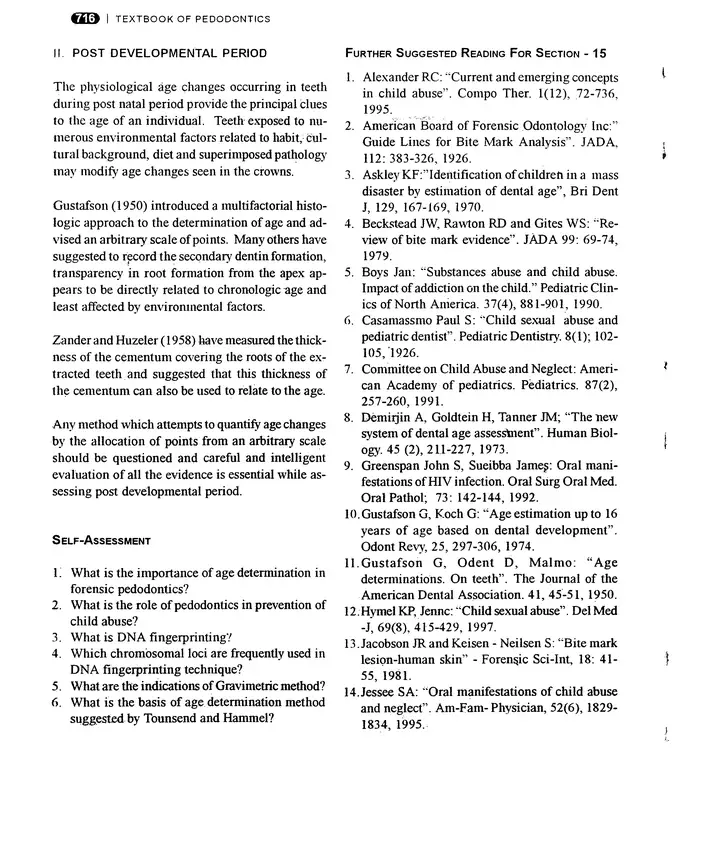 716 | TEXTBOOK OF PEDODONTICS
II. POST DEVELOPMENTAL PERIOD
The physiological age changes occurring in teeth
during post natal period provide the principal clues
to the age of an individual. Teeth exposed to nu-
merous environmental factors related to habit, cul-
tural background, diet and superimposed pathology
may modify age changes seen in the crowns.
Gustafson (1950) introduced a multifactorial histo-
logic approach to the determination of age and ad-
vised an arbitrary scale of points. Many others have
suggested to record the secondary dentin formation,
transparency in root formation from the apex ap-
pears to be directly related to chronologic age and
least affected by environmental factors.
Zander and Huzeler (1958) have measured the thick-
ness of the cementum covering the roots of the ex-
tracted teeth and suggested that this thickness of
the cementum can also be used to relate to the age.
Any method which attempts to quantify age changes
by the allocation of points from an arbitrary scale
should be questioned and careful and intelligent
evaluation of all the evidence is essential while as-
sessing post developmental period.
SELF-ASSESSMENT
1. What is the importance of age determination in
forensic pedodontics?
2. What is the role of pedodontics in prevention of
child abuse?
3. What is DNA fingerprinting?
4. Which chromosomal loci are frequently used in
DNA fingerprinting technique?
5. What are the indications of Gravimetric method?
6. What is the basis of age determination method
suggested by Tounsend and Hammel?
FURTHER SUGGESTED READING FOR SECTION - 15
1. Alexander RC: "Current and emerging concepts
in child abuse". Compo Ther. 1(12), 72-736,
1995.
2. American Board of Forensic Odontology Inc:"
Guide Lines for Bite Mark Analysis". JADA,
112: 383-326, 1926.
3. Askley KF:"Identification of children in a mass
disaster by estimation of dental age", Bri Dent
J, 129, 167-169, 1970.
4. Beckstead JW, Rawton RD and Gites WS: "Re-
view of bite mark evidence". JADA 99: 69-74,
1979.
5. Boys Jan: "Substances abuse and child abuse.
Impact of addiction on the child." Pediatric Clin-
ics of North America. 37(4), 881-901, 1990.
6. Casamassmo Paul S: "Child sexual abuse and
pediatric dentist". Pediatric Dentistry. 8(1); 102-
105, 1926.
7. Committee on Child Abuse and Neglect: Ameri-
can Academy of pediatrics. Pediatrics. 87(2),
257-260, 1991.
8. Demirjin A, Goldtein H, Tanner JM; "The new
system of dental age assessment". Human Biol-
ogy. 45 (2), 211-227, 1973.
9. Greenspan John S, Sueibba James: Oral mani-
festations of HIV infection. Oral Surg Oral Med.
Oral Pathol; 73: 142-144, 1992.
10.Gustafson G, Koch G: "Age estimation up to 16
years of age based on dental development".
Odont Revy, 25, 297-306, 1974.
11.Gustafson G, Odent D, Malmo: "Age
determinations. On teeth". The Journal of the
American Dental Association. 41, 45-51, 1950.
12.Hymel KP, Jennc: "Child sexual abuse". Del Med
-J, 69(8), 415-429, 1997.
13.Jacobson JR and Keisen - Neilsen S: "Bite mark
lesion-human skin" - Forensic Sci-Int, 18: 41-
55, 1981.
14.Jessee SA: "Oral manifestations of child abuse
and neglect". Am-Fam- Physician, 52(6), 1829-
1834, 1995.